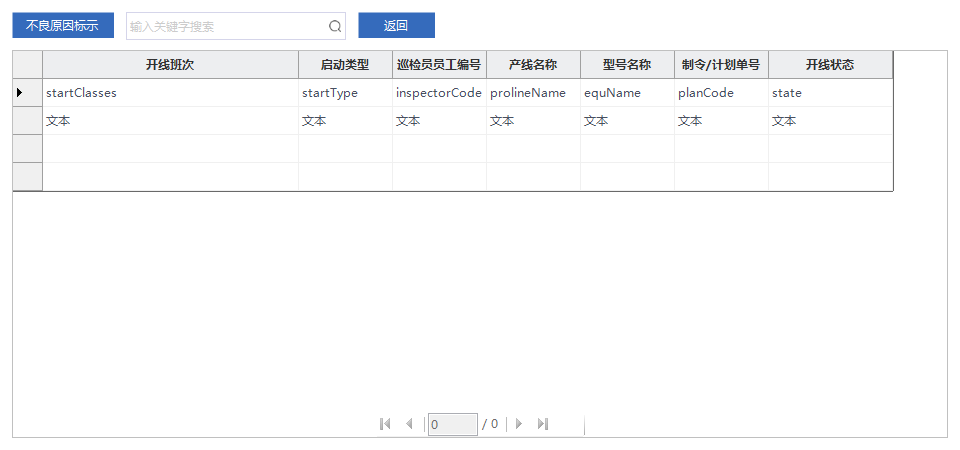 不良原因标示 输入关键字搜索 返回
开线班次 启动类型 巡检员员工编号 产线名称 型号名称 制令/计划单号 开线状态
startClasses startType inspectorCode prolineName equName planCode state
文本 文本 文本 文本 文本 文本 文本
0 / 0